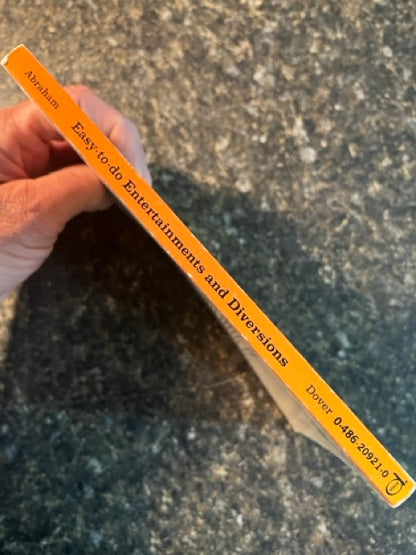 Abraham Easy-to-do Entertainments and Diversions Dover 0-486-20921-0